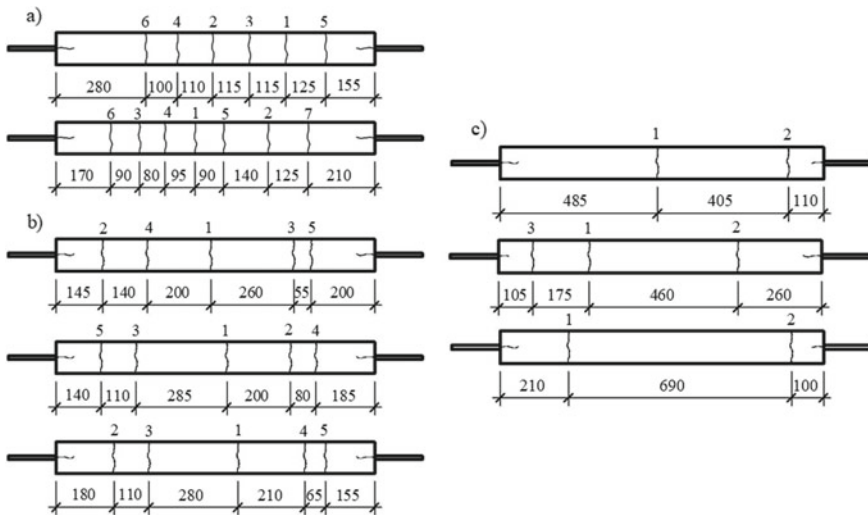 a)
6 4 2 3 1 5
280 100 110 115 115 125 155
6 3 4 1 5 2 7
170 90 80 95 90 140 125 210
b)
2 4 1 3 5
145 140 200 260 55 200
5 3 1 2 4
140 110 285 200 80 185
2 3 1 4 5
180 110 280 210 65 155
c)
1 2
485 405 110
3 1 2
105 175 460 260
1 2
210 690 100